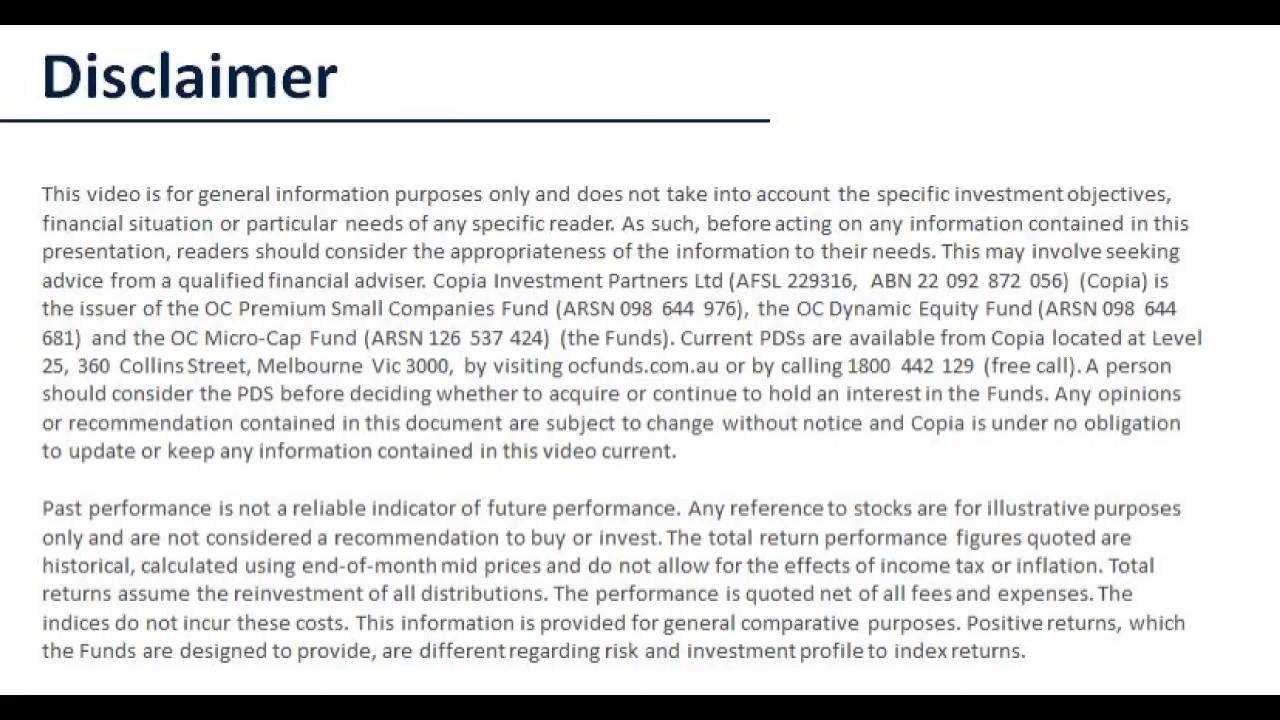 Disclaimer
This video is for general information purposes only and does not take into account the specific investment objectives,
financial situation or particular needs of any specific reader. As such, before acting on any information contained in this
presentation, readers should consider the appropriateness of the information to their needs. This may involve seeking
advice from a qualified financial adviser. Copia Investment Partners Ltd (AFSL 229316, ABN 22 092 872 056) (Copia) is
the issuer of the OC Premium Small Companies Fund (ARSN 098 644 976), the OC Dynamic Equity Fund (ARSN 098 644
681) and the OC Micro-Cap Fund (ARSN 126 537 424) (the Funds). Current PDSs are available from Copia located at Level
25, 360 Collins Street, Melbourne Vic 3000, by visiting ocfunds.com.au or by calling 1800 442 129 (free call). A person
should consider the PDS before deciding whether to acquire or continue to hold an interest in the Funds. Any opinions
or recommendation contained in this document are subject to change without notice and Copia is under no obligation
to update or keep any information contained in this video current.
Past performance is not a reliable indicator of future performance. Any reference to stocks are for illustrative purposes
only and are not considered a recommendation to buy or invest. The total return performance figures quoted are
historical, calculated using end-of-month mid prices and do not allow for the effects of income tax or inflation. Total
returns assume the reinvestment of all distributions. The performance is quoted net of all fees and expenses. The
indices do not incur these costs. This information is provided for general comparative purposes. Positive returns, which
the Funds are designed to provide, are different regarding risk and investment profile to index returns.